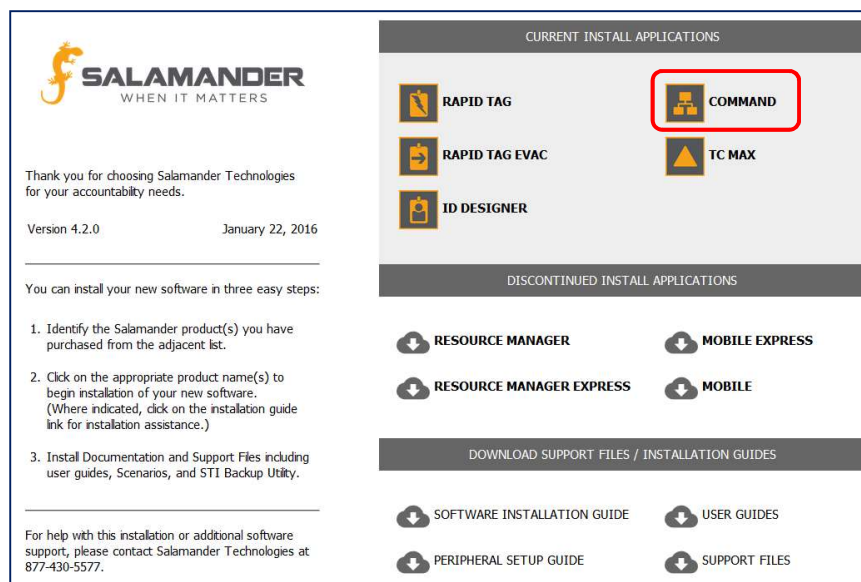 SALAMANDER
WHEN IT MATTERS
Thank you for choosing Salamander Technologies
for your accountability needs.
Version 4.2.0 January 22, 2016
You can install your new software in three easy steps:
1. Identify the Salamander product(s) you have
purchased from the adjacent list.
2. Click on the appropriate product name(s) to
begin installation of your new software.
(Where indicated, click on the installation guide
link for installation assistance.)
3. Install Documentation and Support Files including
user guides, Scenarios, and STI Backup Utility.
For help with this installation or additional software
support, please contact Salamander Technologies at
877-430-5577.
CURRENT INSTALL APPLICATIONS
RAPID TAG COMMAND
RAPID TAG EVAC TC MAX
ID DESIGNER
DISCONTINUED INSTALL APPLICATIONS
RESOURCE MANAGER MOBILE EXPRESS
RESOURCE MANAGER EXPRESS MOBILE
DOWNLOAD SUPPORT FILES / INSTALLATION GUIDES
SOFTWARE INSTALLATION GUIDE USER GUIDES
PERIPHERAL SETUP GUIDE SUPPORT FILES